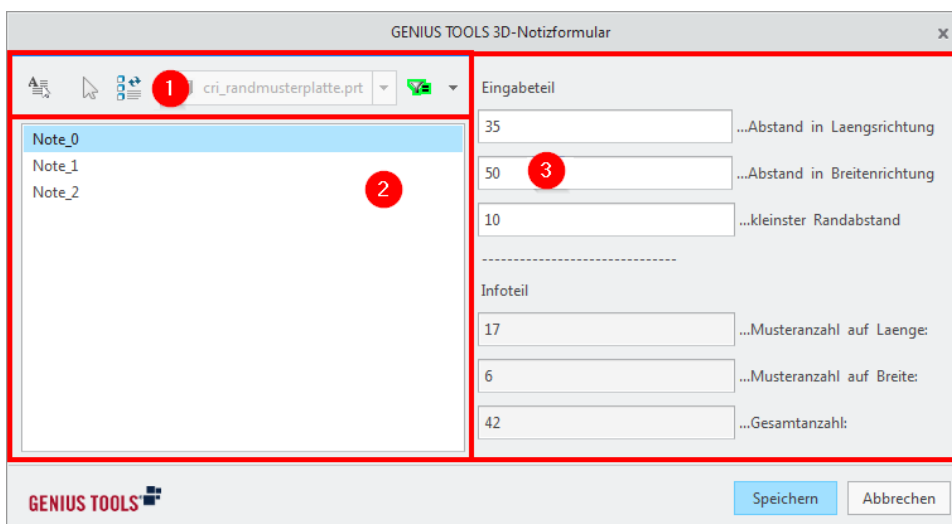 GENIUS TOOLS 3D-Notizformular
x
1
cri_randmusterplatte.prt
Note_0
Note_1
Note_2
2
Eingabeteil
35 ...Abstand in Laengsrichtung
50 3 ...Abstand in Breitenrichtung
10 ...kleinster Randabstand
------------------------------
Infoteil
17 ...Musteranzahl auf Laenge:
6 ...Musteranzahl auf Breite:
42 ...Gesamtanzahl:
GENIUS TOOLS
Speichern Abbrechen